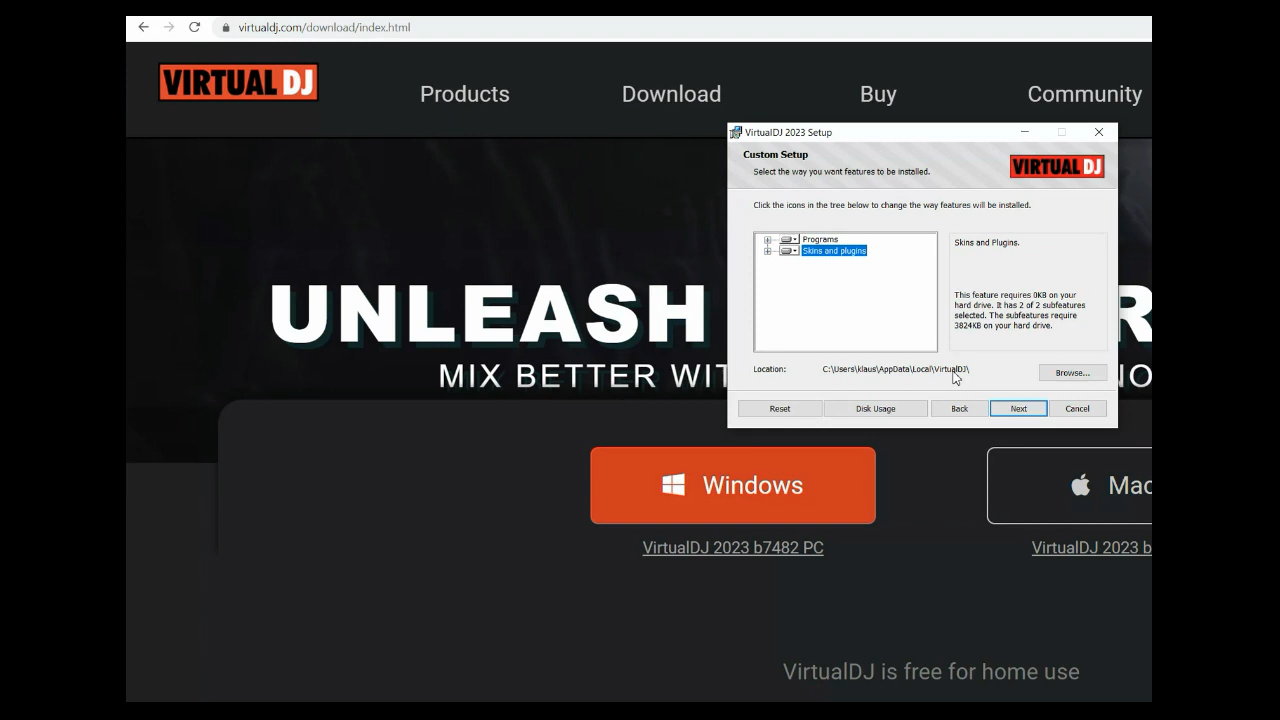 virtualdj.com/download/index.html
VIRTUAL DJ
Products
Download
Buy
Community
VirtualDJ 2023 Setup
Custom Setup
Select the way you want features to be installed.
VIRTUAL DJ
Click the icons in the tree below to change the way features will be installed.
Programs
Skins and plugins
Skins and Plugins.
This feature requires 0KB on your
hard drive. It has 2 of 2 subfeatures
selected. The subfeatures require
3824KB on your hard drive.
Location:
C:\Users\klaus\AppData\Local\VirtualDJ\
Browse...
Reset
Disk Usage
Back
Next
Cancel
UNLEASH R
MIX BETTER WIT NO
Windows
Mac
VirtualDJ 2023 b7482 PC
VirtualDJ 2023 b
VirtualDJ is free for home use